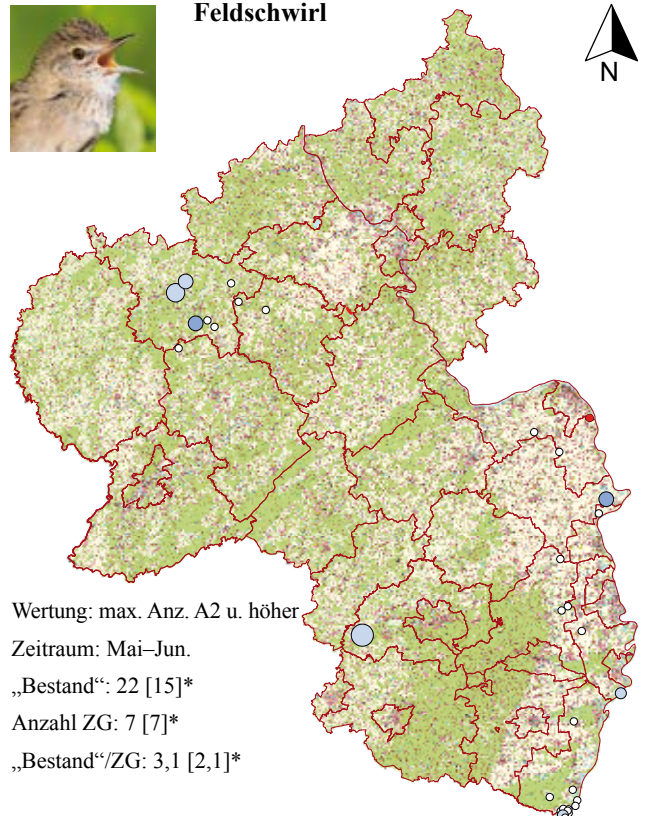 Feldschwirl
N
Wertung: max. Anz. A2 u. höher
Zeitraum: Mai–Jun.
„Bestand“: 22 [15]*
Anzahl ZG: 7 [7]*
„Bestand“/ZG: 3,1 [2,1]*